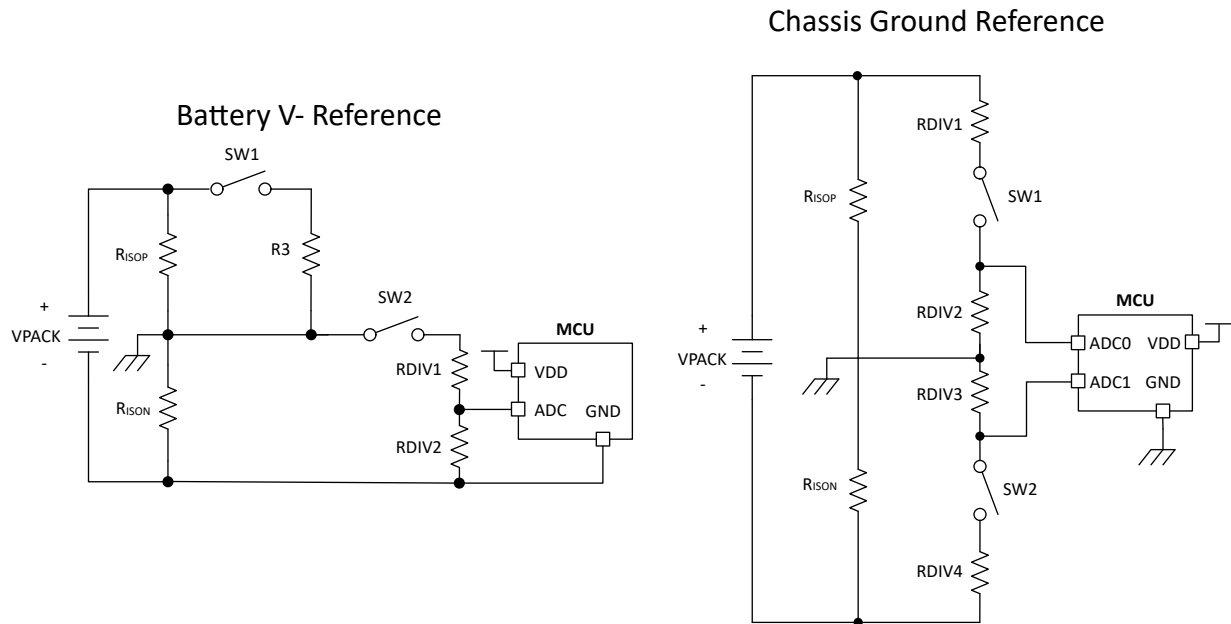 Battery V- Reference
SW1
RISOP
R3
SW2
+
VPACK
-
MCU
VDD
RDIV1
ADC
GND
RISON
RDIV2
Chassis Ground Reference
RDIV1
SW1
RISOP
RDIV2
MCU
+
VPACK
-
ADC0
VDD
ADC1
GND
RDIV3
RISON
SW2
RDIV4